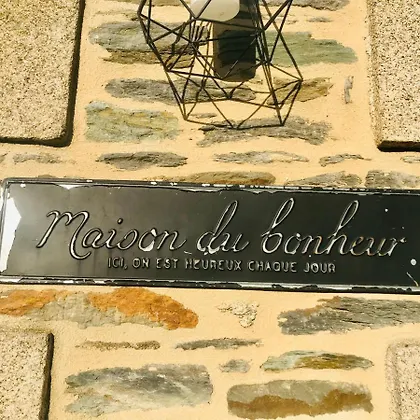 Maison du bonheur
ICI, ON EST HEUREUX CHAQUE JOUR